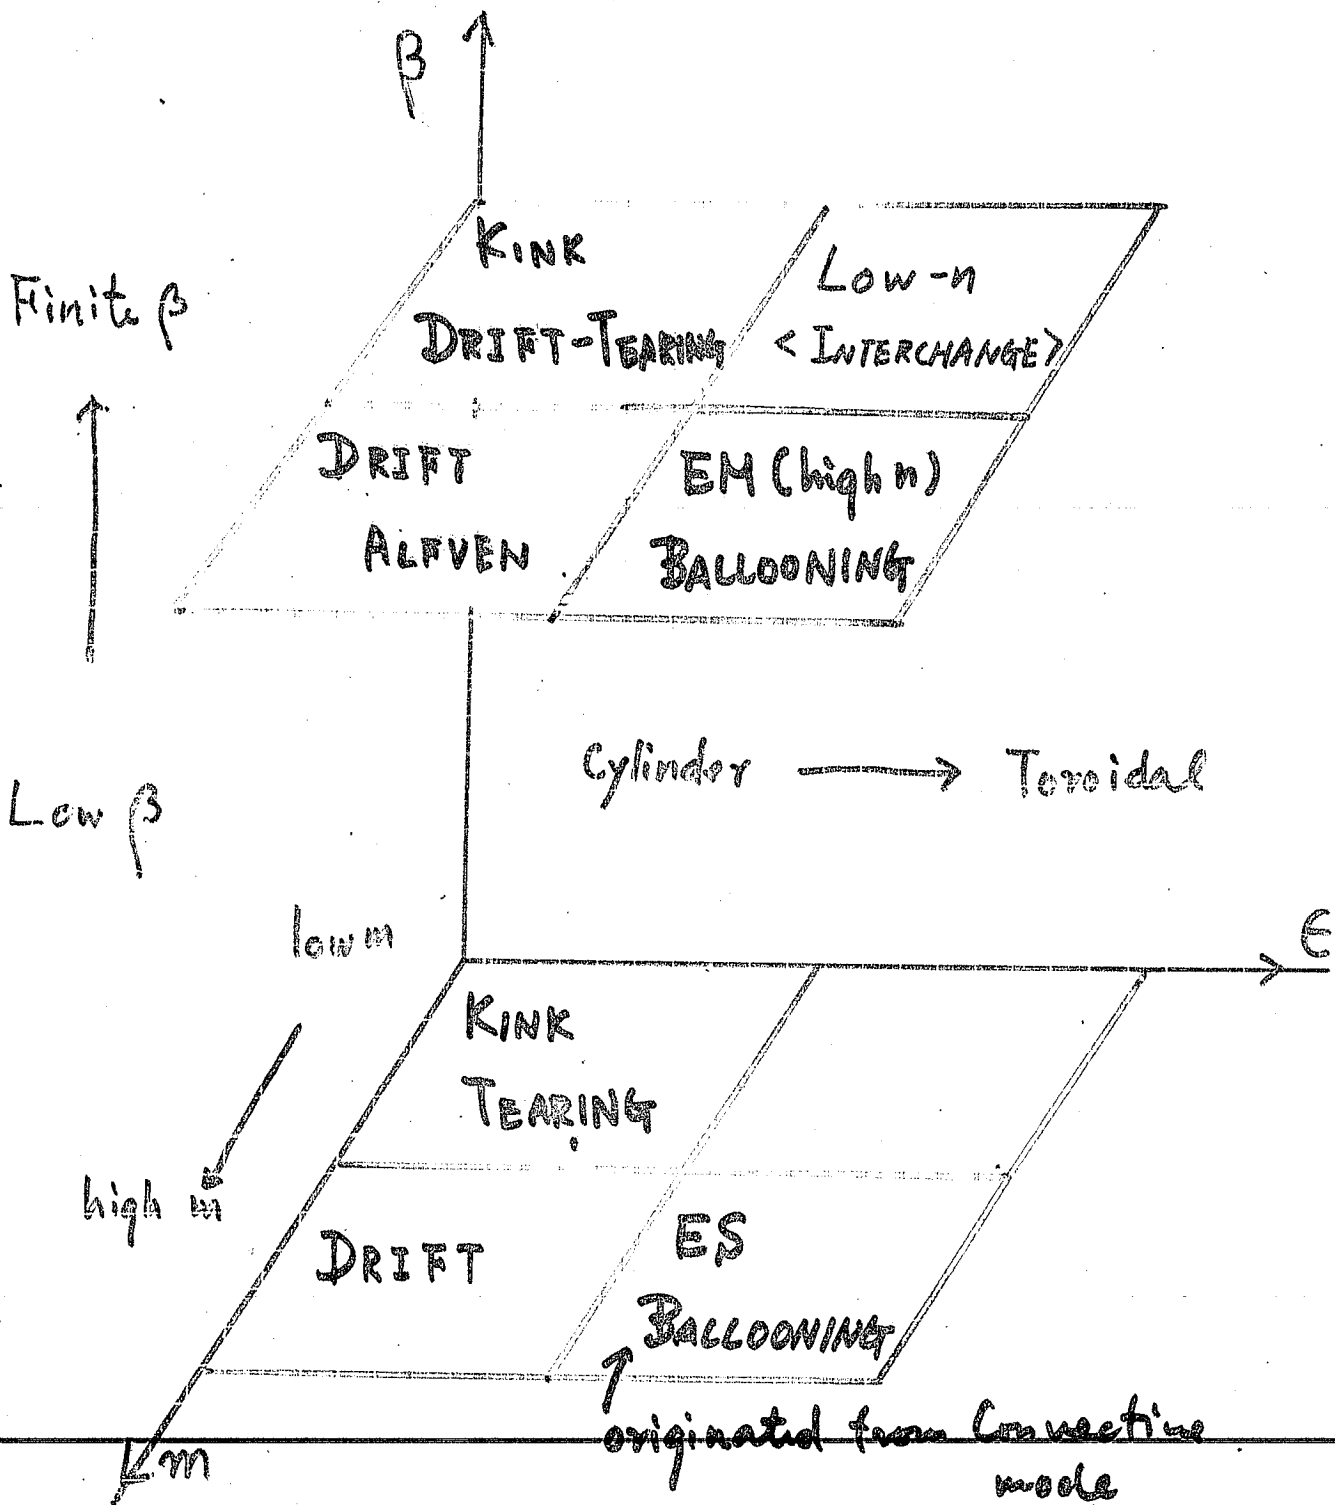 β
KINK
Finite β
Low-n
DRIFT-TEARING
< INTERCHANGE>
DRIFT
ALFVEN
EM (high n)
BALLOONING
Cylinder ⟶ Toroidal
Low β
low m
ϵ
KINK
TEARING
high m
DRIFT
ES
BALLOONING
originated from Convective
mode
m